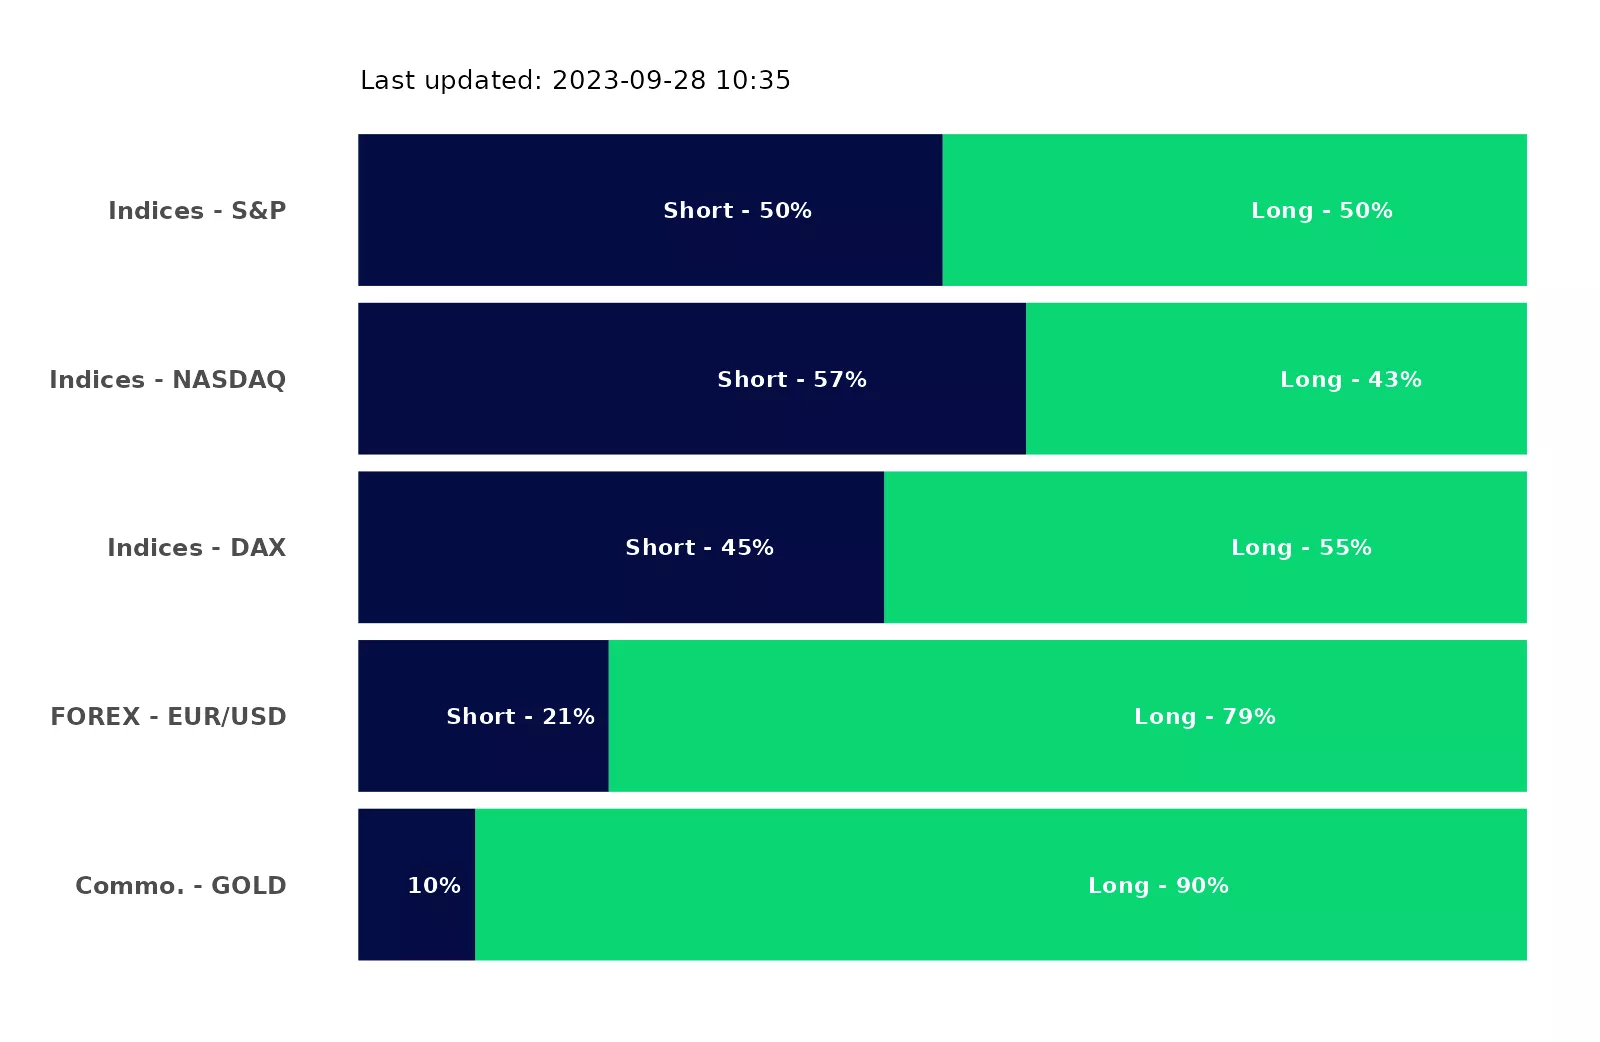 Last updated: 2023-09-28 10:35
Indices - S&P Short - 50% Long - 50%
Indices - NASDAQ Short - 57% Long - 43%
Indices - DAX Short - 45% Long - 55%
FOREX - EUR/USD Short - 21% Long - 79%
Commo. - GOLD 10% Long - 90%